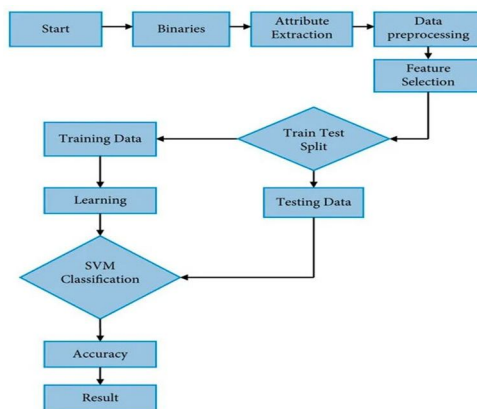 Start
Binaries
Attribute
Extraction
Data
preprocessing
Feature
Selection
Train Test
Split
Training Data
Testing Data
Learning
SVM
Classification
Accuracy
Result